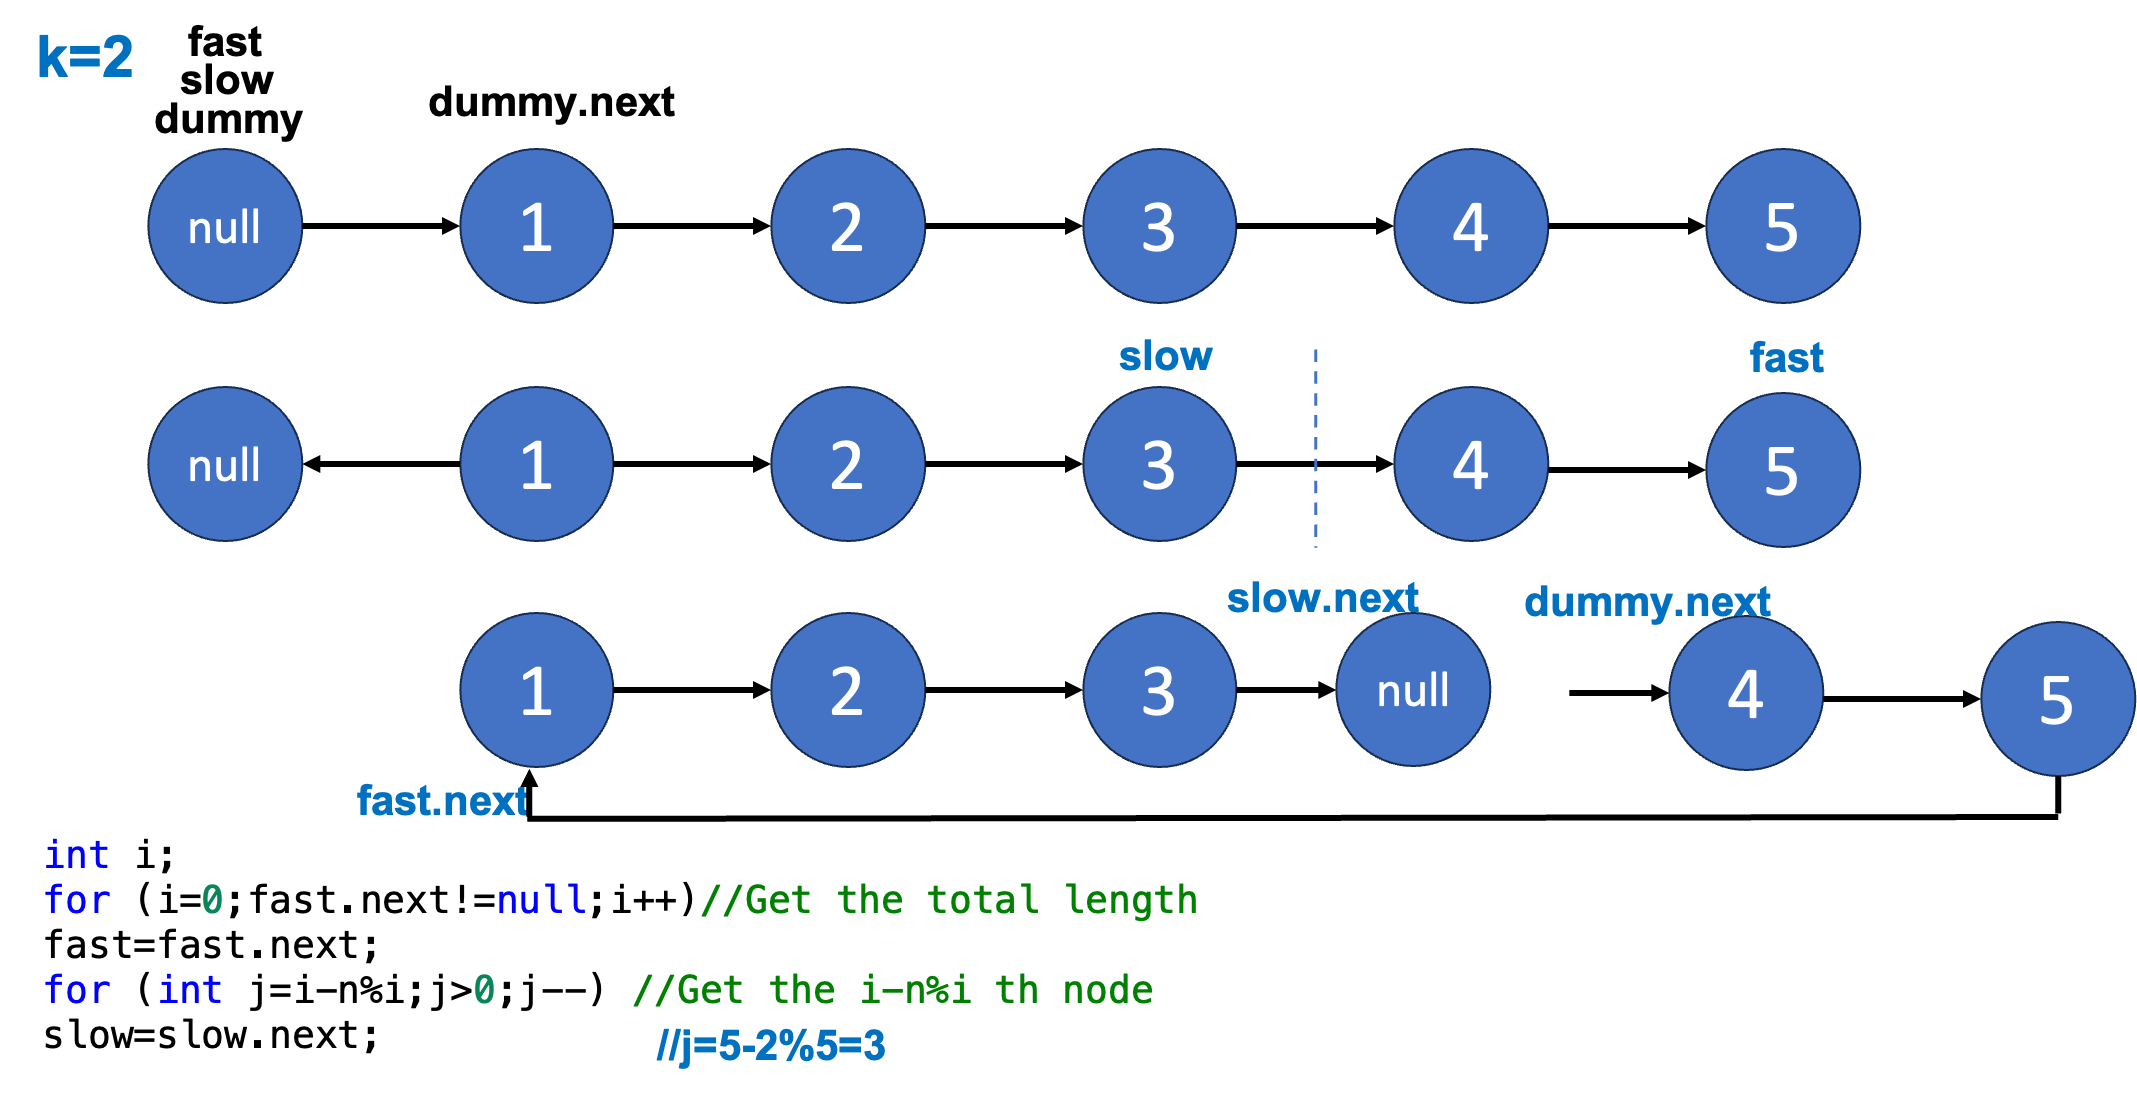 k=2
fast
slow
dummy
dummy.next
null
1
2
3
4
5
slow
fast
null
1
2
3
4
5
slow.next
dummy.next
1
2
3
null
4
5
fast.next
int i;
for (i=0;fast.next!=null;i++)//Get the total length
fast=fast.next;
for (int j=i-n%i;j>0;j--) //Get the i-n%i th node
slow=slow.next;
//j=5-2%5=3